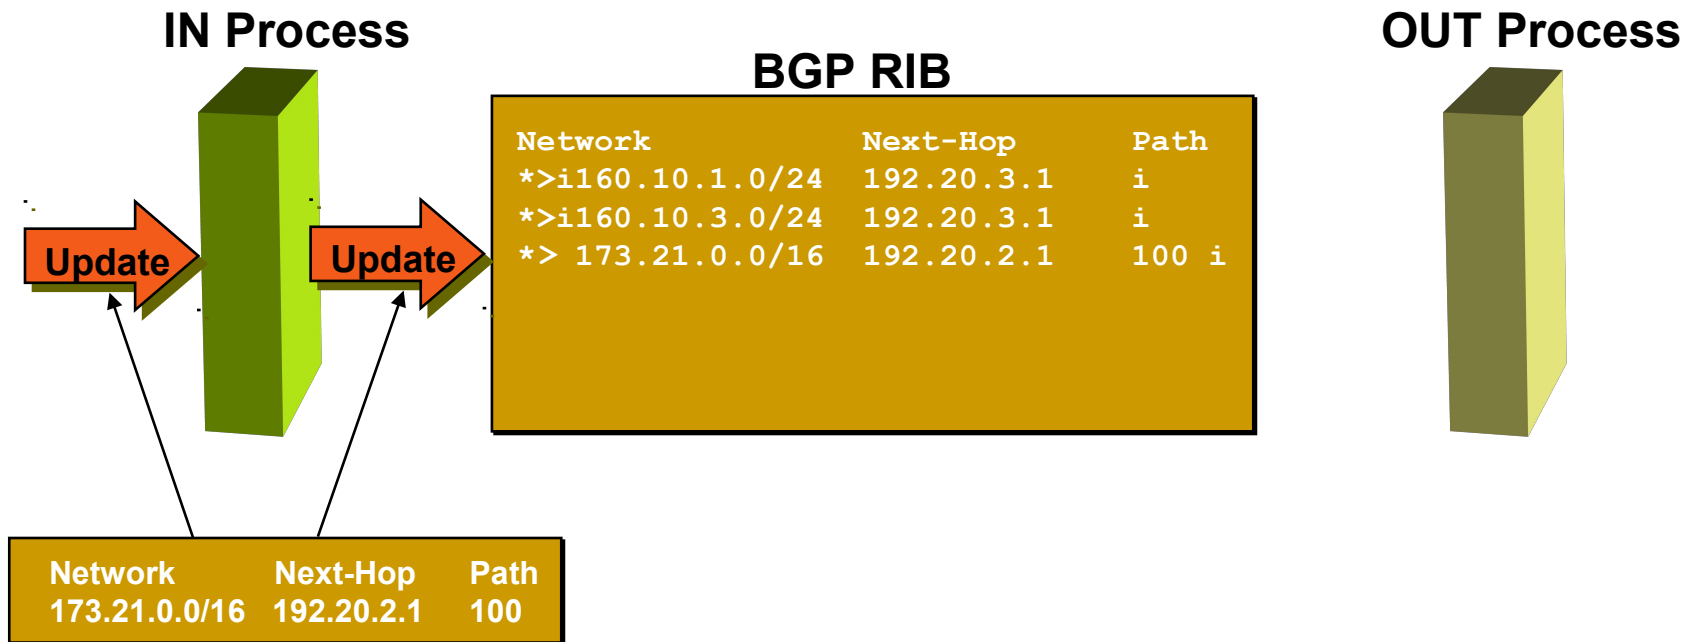 IN Process
OUT Process
BGP RIB
Network Next-Hop Path
*>i160.10.1.0/24 192.20.3.1 i
*>i160.10.3.0/24 192.20.3.1 i
*> 173.21.0.0/16 192.20.2.1 100 i
Update
Update
Network Next-Hop Path
173.21.0.0/16 192.20.2.1 100